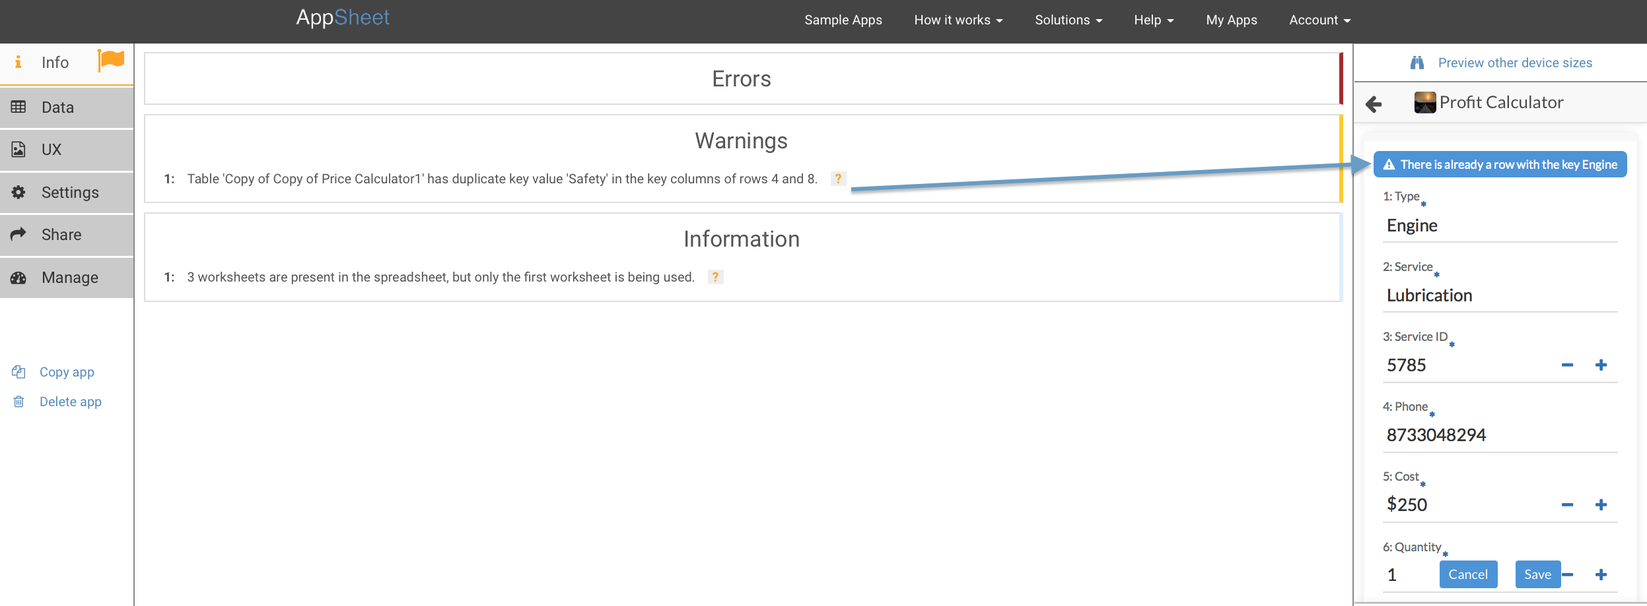 AppSheet
Sample Apps How it works Solutions Help My Apps Account
Info
Data
UX
Settings
Share
Manage
Copy app
Delete app
Errors
Warnings
1: Table 'Copy of Copy of Price Calculator1' has duplicate key value 'Safety' in the key columns of rows 4 and 8. ?
Information
1: 3 worksheets are present in the spreadsheet, but only the first worksheet is being used. ?
Preview other device sizes
Profit Calculator
There is already a row with the key Engine
1: Type*
Engine
2: Service*
Lubrication
3: Service ID*
5785
4: Phone*
8733048294
5: Cost*
$250
6: Quantity*
1 Cancel Save